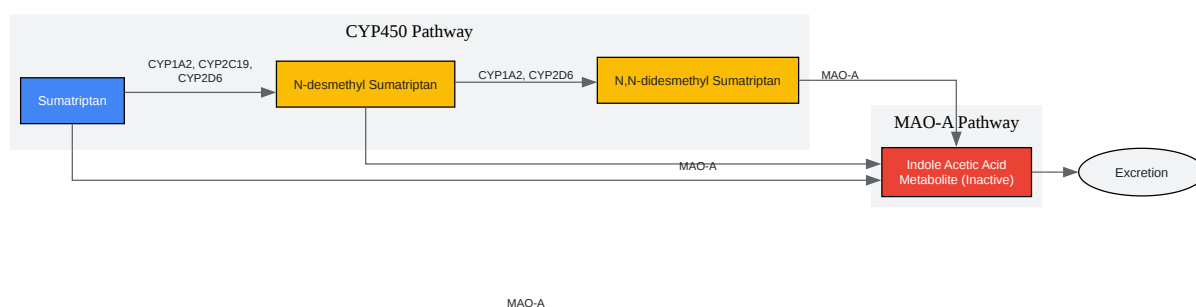 CYP450 Pathway
CYP1A2, CYP2C19,
CYP2D6
CYP1A2, CYP2D6
MAO-A
Sumatriptan
N-desmethyl Sumatriptan
N,N-didesmethyl Sumatriptan
MAO-A Pathway
MAO-A
Indole Acetic Acid
Metabolite (Inactive)
Excretion
MAO-A